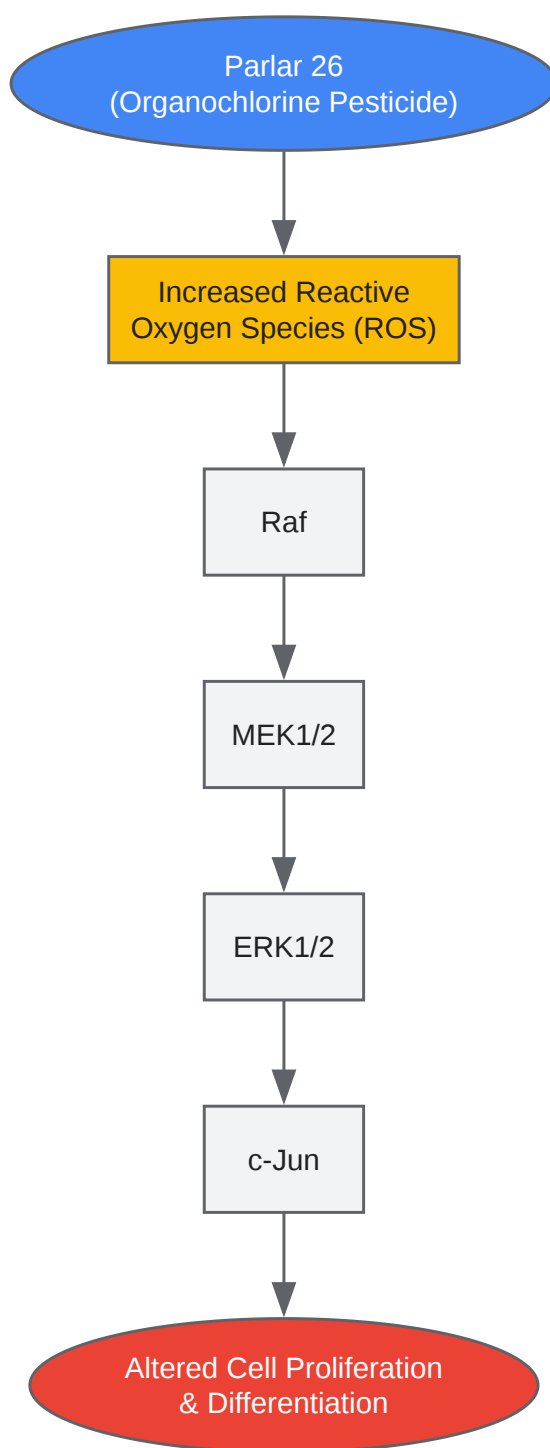 Parlar 26
(Organochlorine Pesticide)
Increased Reactive
Oxygen Species (ROS)
Raf
MEK1/2
ERK1/2
c-Jun
Altered Cell Proliferation
& Differentiation